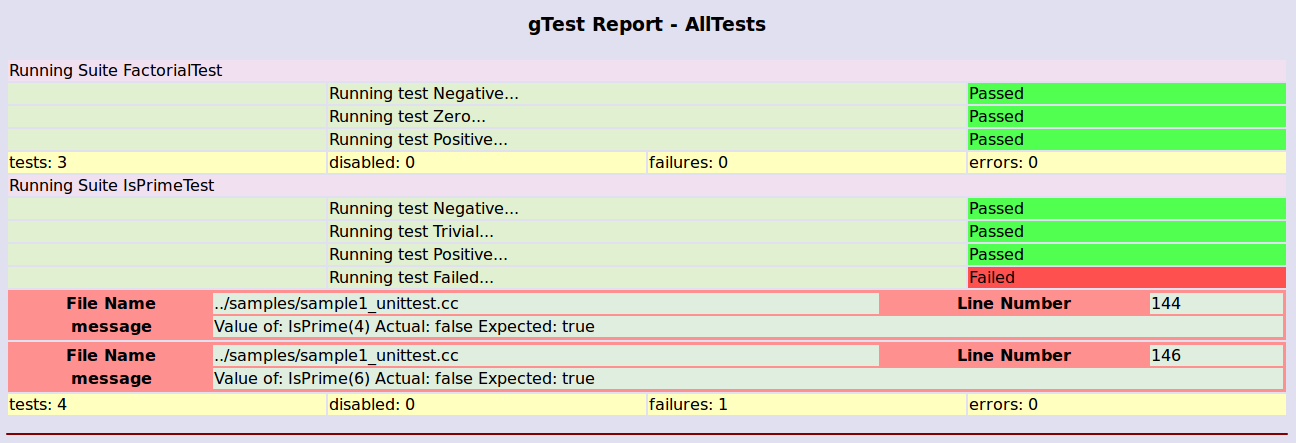 gTest Report - AllTests
Running Suite FactorialTest
Running test Negative... Passed
Running test Zero... Passed
Running test Positive... Passed
tests: 3 disabled: 0 failures: 0 errors: 0
Running Suite IsPrimeTest
Running test Negative... Passed
Running test Trivial... Passed
Running test Positive... Passed
Running test Failed... Failed
File Name ../samples/sample1_unittest.cc Line Number 144
message Value of: IsPrime(4) Actual: false Expected: true
File Name ../samples/sample1_unittest.cc Line Number 146
message Value of: IsPrime(6) Actual: false Expected: true
tests: 4 disabled: 0 failures: 1 errors: 0